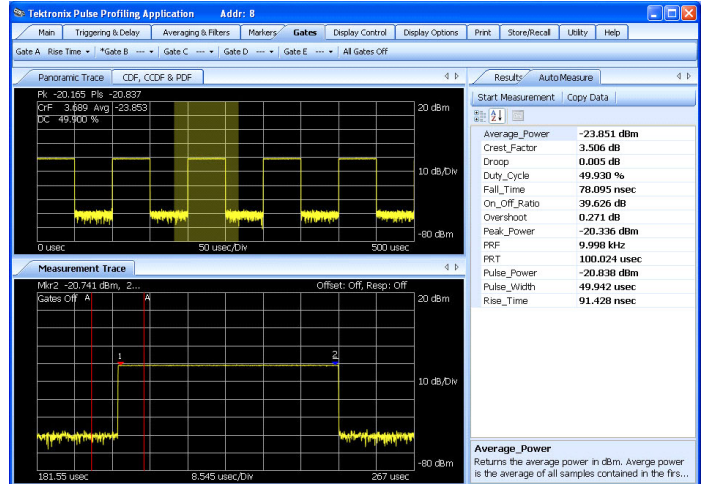 Tektronix Pulse Profiling Application Addr: 8
Main Triggering & Delay Averaging & Filters Markers Gates Display Control Display Options Print Store/Recall Utility Help
Gate A Rise Time *Gate B --- Gate C --- Gate D --- Gate E --- All Gates Off
Panoramic Trace CDF, CCDF & PDF
Pk -20.165 Pls -20.837
CrF 3.689 Avg -23.853
DC 49.900 %
20 dBm
10 dB/Div
-80 dBm
0 usec 50 usec/Div 500 usec
Measurement Trace
Mkr2 -20.741 dBm, 2... Offset: Off, Resp: Off
Gates Off A A 20 dBm
1 2
10 dB/Div
-80 dBm
181.55 usec 8.545 usec/Div 267 usec
Results Auto Measure
Start Measurement Copy Data
Average_Power -23.851 dBm
Crest_Factor 3.506 dB
Droop 0.005 dB
Duty_Cycle 49.930 %
Fall_Time 78.095 nsec
On_Off_Ratio 39.626 dB
Overshoot 0.271 dB
Peak_Power -20.336 dBm
PRF 9.998 kHz
PRT 100.024 usec
Pulse_Power -20.838 dBm
Pulse_Width 49.942 usec
Rise_Time 91.428 nsec
Average_Power
Returns the average power in dBm. Averge power
is the average of all samples contained in the firs...